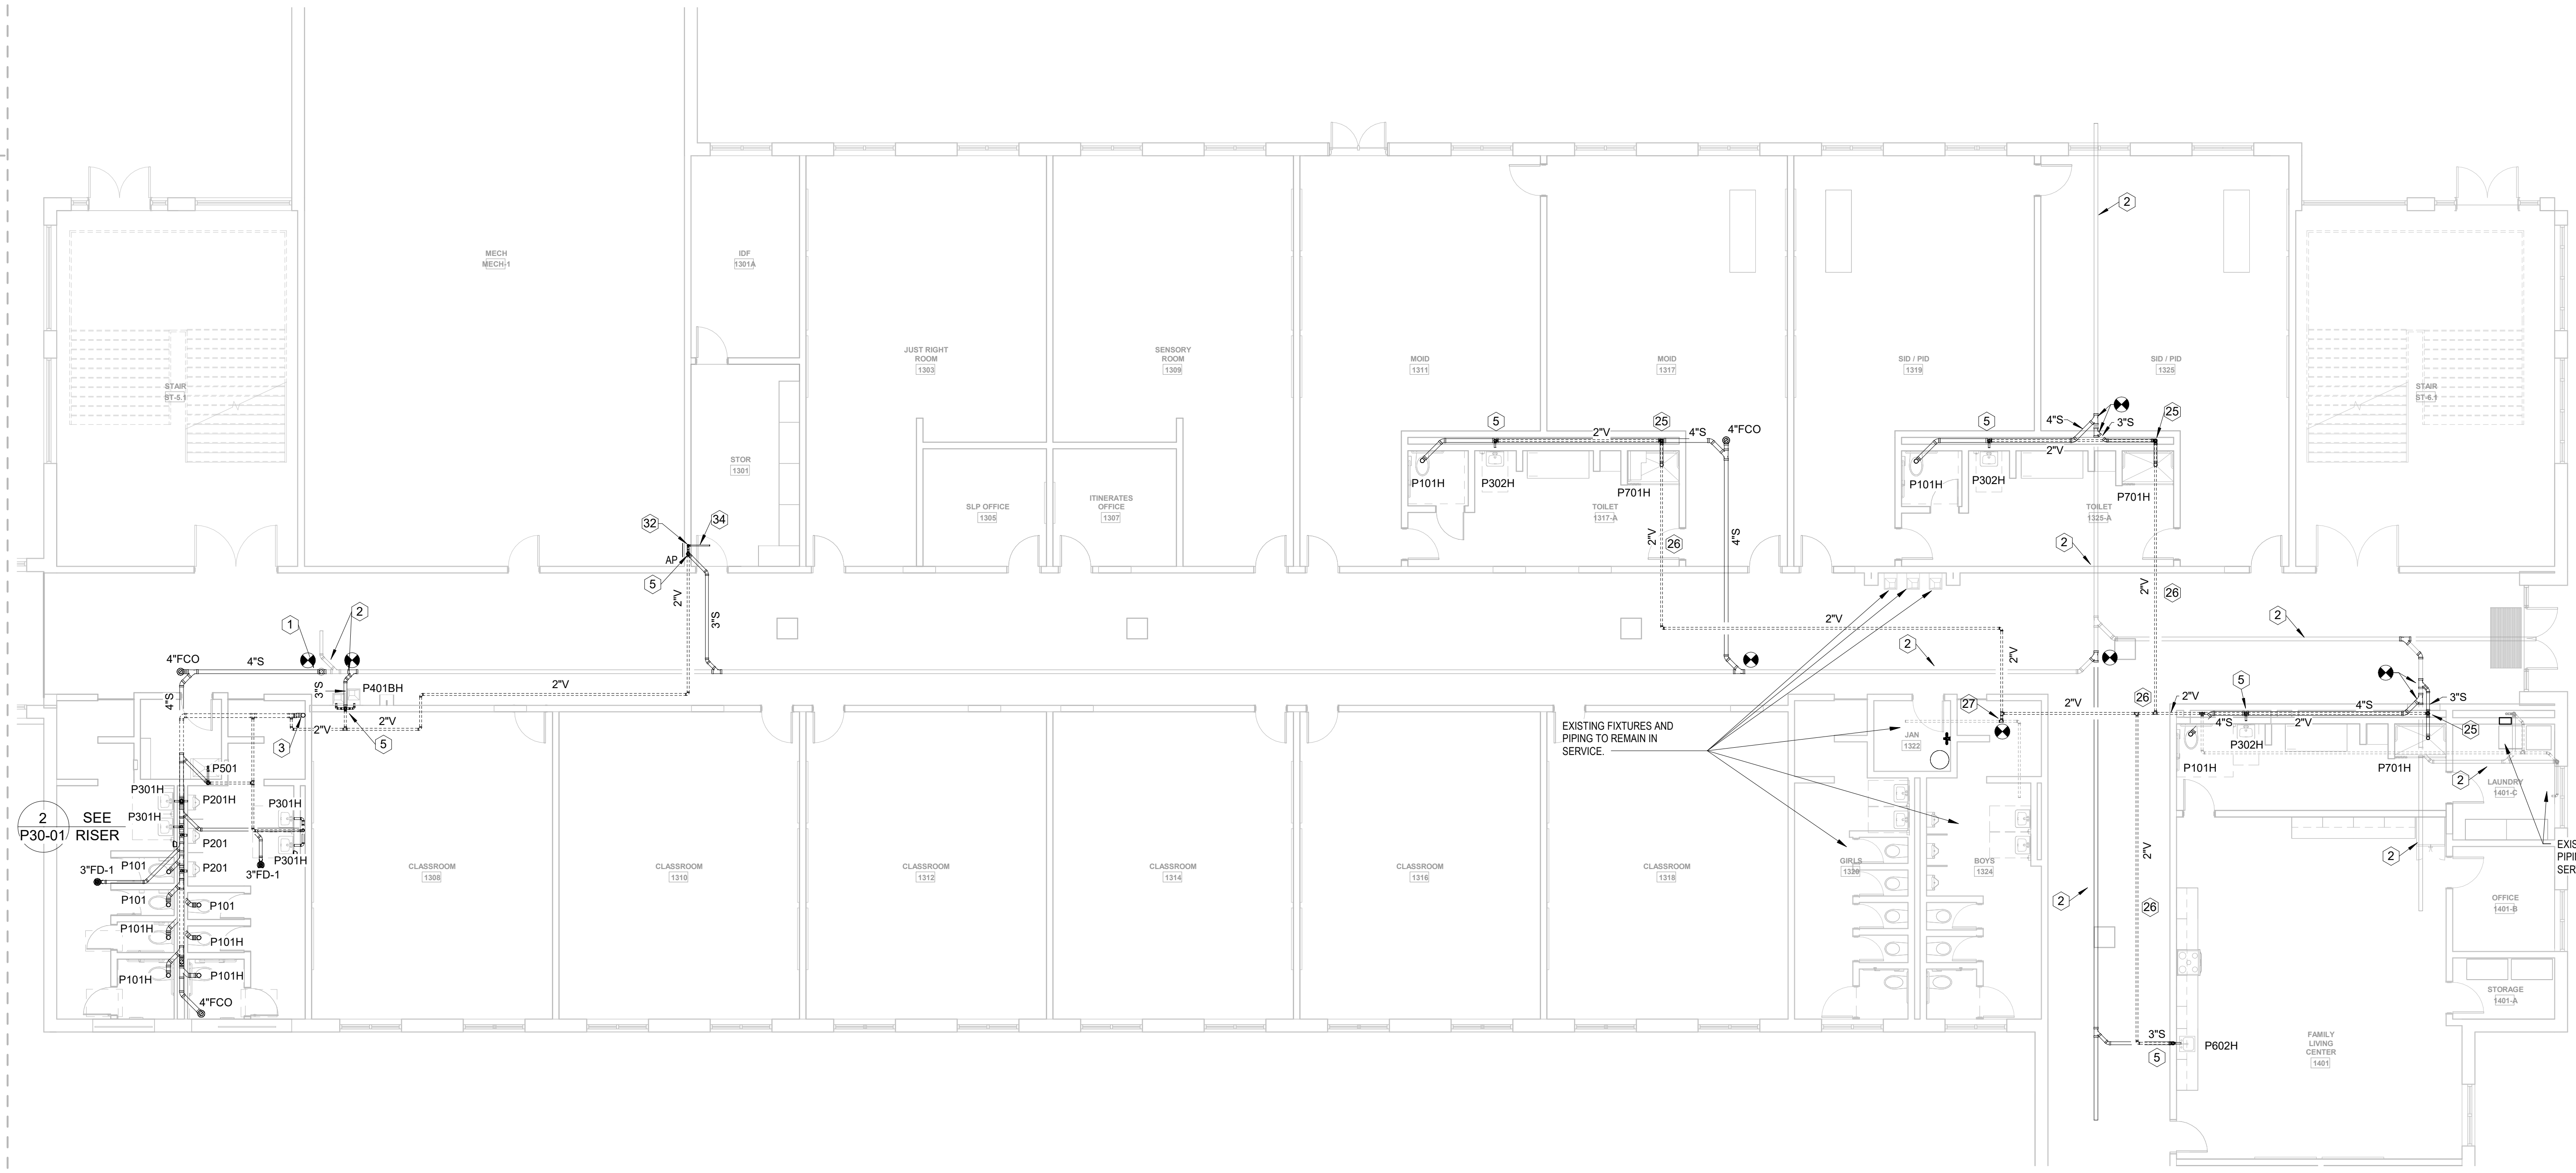 2
MECH
MECH-1
IDF
1301A
JUST RIGHT
ROOM
1303
SENSORY
ROOM
1309
MOID
1311
MOID
1317
SID / PID
1319
SID / PID
1325
STAIR
ST-5.1
STAIR
ST-6.1
5
25
5
25
2"V
4"S
4"FCO
4"S
3"S
2"V
STOR
1301
P101H
P302H
P701H
P101H
P302H
P701H
SLP OFFICE
1305
ITINERATES
OFFICE
1307
TOILET
1317-A
TOILET
1325-A
32
34
AP
5
2"V
26
4"S
2
2"V
26
2"V
3"S
1
2
2"V
2
2
4"FCO
4"S
3"S
P401BH
2"V
4"S
2"V
2"V
3
5
2"V
27
2"V
26
2"V
5
4"S
3"S
4"S
2"V
25
EXISTING FIXTURES AND
PIPING TO REMAIN IN
SERVICE.
JAN
1322
P101H
P302H
P701H
2
LAUNDRY
1401-C
P501
P301H
P201H
P301H
P301H
2
P30-01
SEE
RISER
P201
P301H
P101
P201
3"FD-1
3"FD-1
P101
P101
P101H
P101H
P101H
P101H
4"FCO
CLASSROOM
1308
CLASSROOM
1310
CLASSROOM
1312
CLASSROOM
1314
CLASSROOM
1316
CLASSROOM
1318
GIRLS
1320
BOYS
1324
2"V
2
2
26
OFFICE
1401-B
STORAGE
1401-A
3"S
5
P602H
FAMILY
LIVING
CENTER
1401
EXIS
PIPI
SER